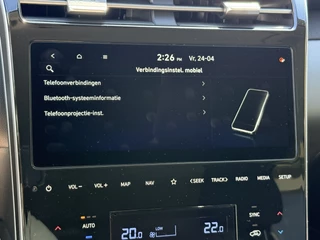 2:26 PM Vr, 24-04
Verbindingsinstel. mobiel
Telefoonverbindingen
Bluetooth-systeeminformatie
Telefoonprojectie-inst.
VOL − VOL + MAP NAV < SEEK TRACK > RADIO MEDIA SETUP
AUTO 20.0 LOW 22.0 SYNC